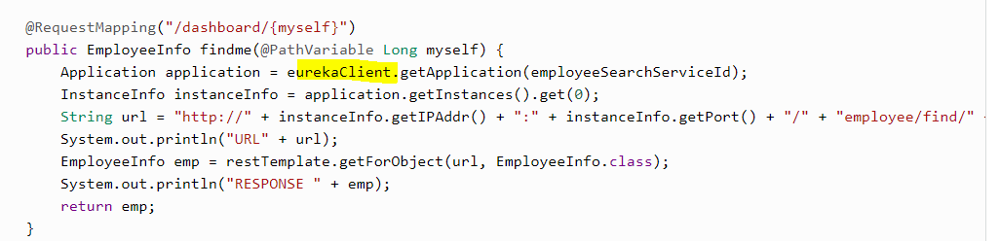 @RequestMapping("/dashboard/{myself}")
public EmployeeInfo findme(@PathVariable Long myself) {
Application application = eurekaClient.getApplication(employeeSearchServiceId);
InstanceInfo instanceInfo = application.getInstances().get(0);
String url = "http://" + instanceInfo.getIPAddr() + ":" + instanceInfo.getPort() + "/" + "employee/find/" +
System.out.println("URL" + url);
EmployeeInfo emp = restTemplate.getForObject(url, EmployeeInfo.class);
System.out.println("RESPONSE " + emp);
return emp;
}